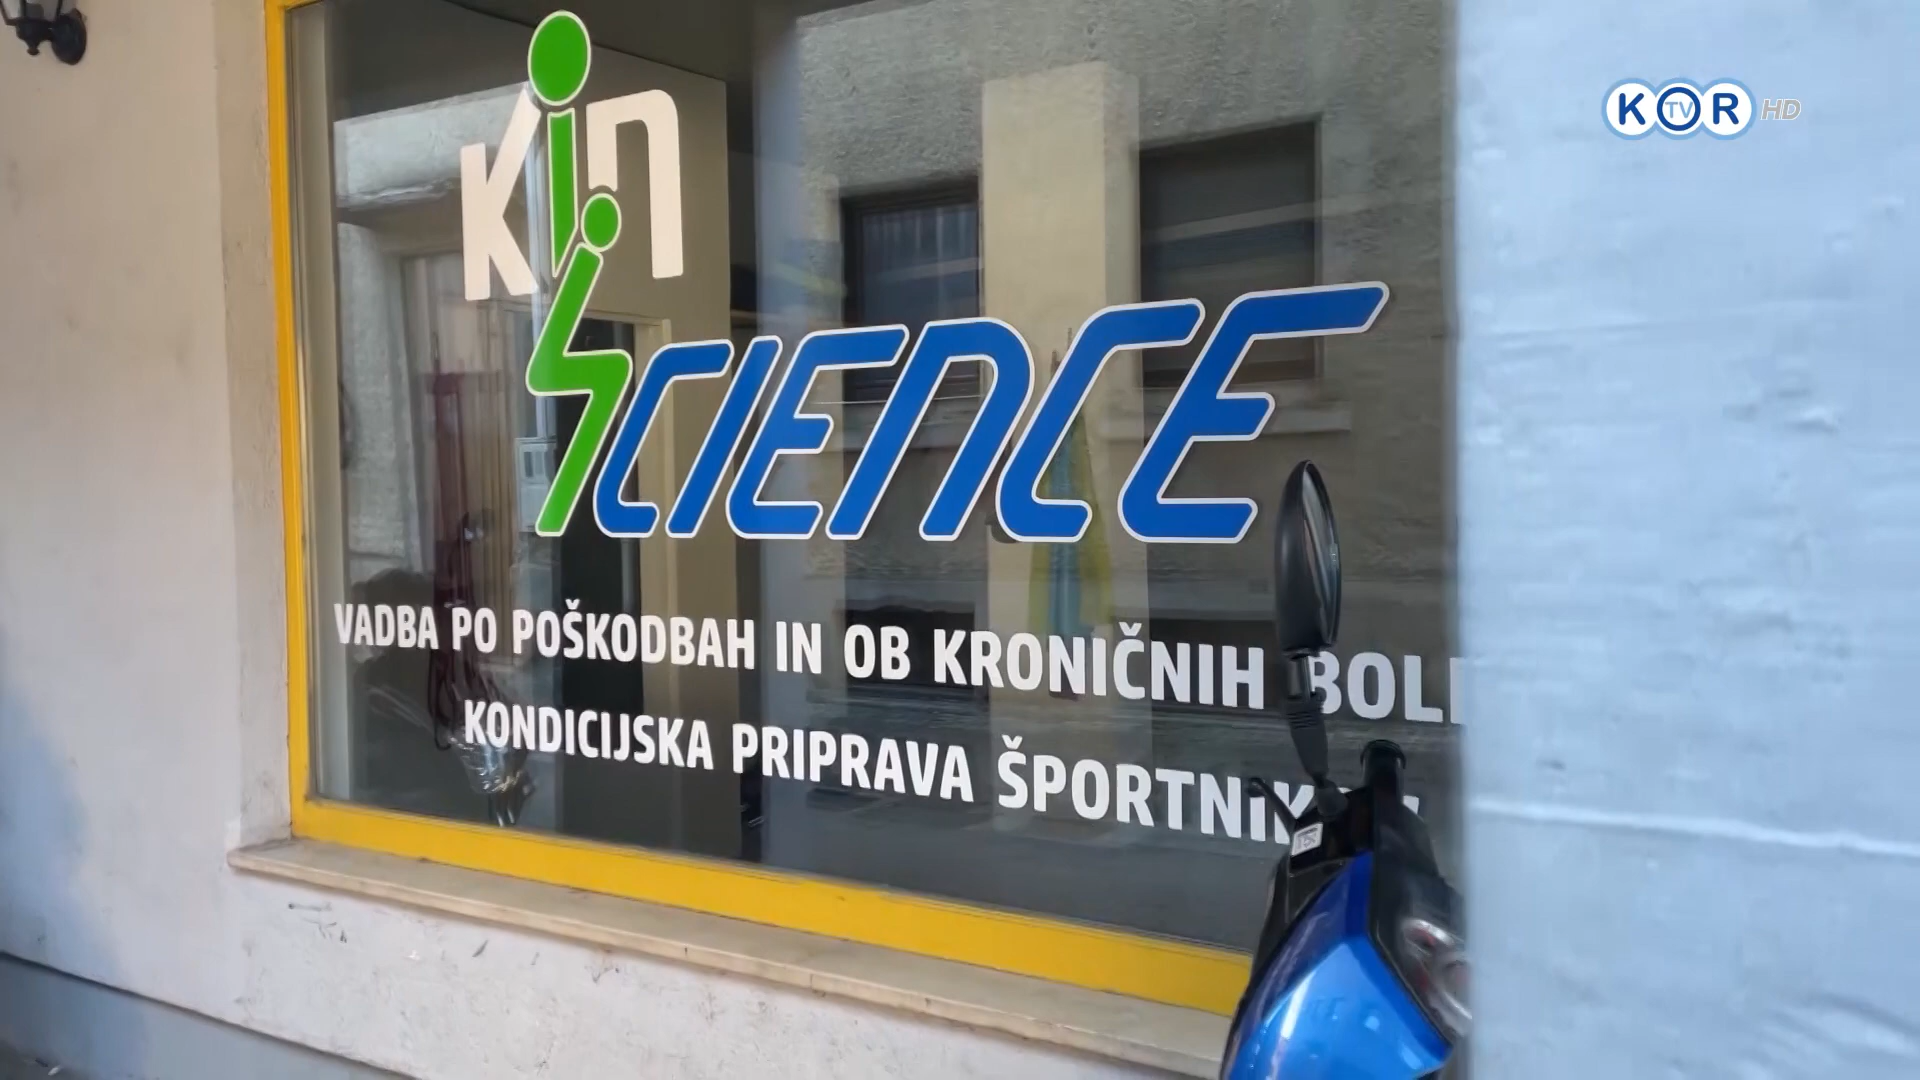 KOR TV HD
Kin
SCIENCE
VADBA PO POŠKODBAH IN OB KRONIČNIH
KONDICIJSKA PRIPRAVA